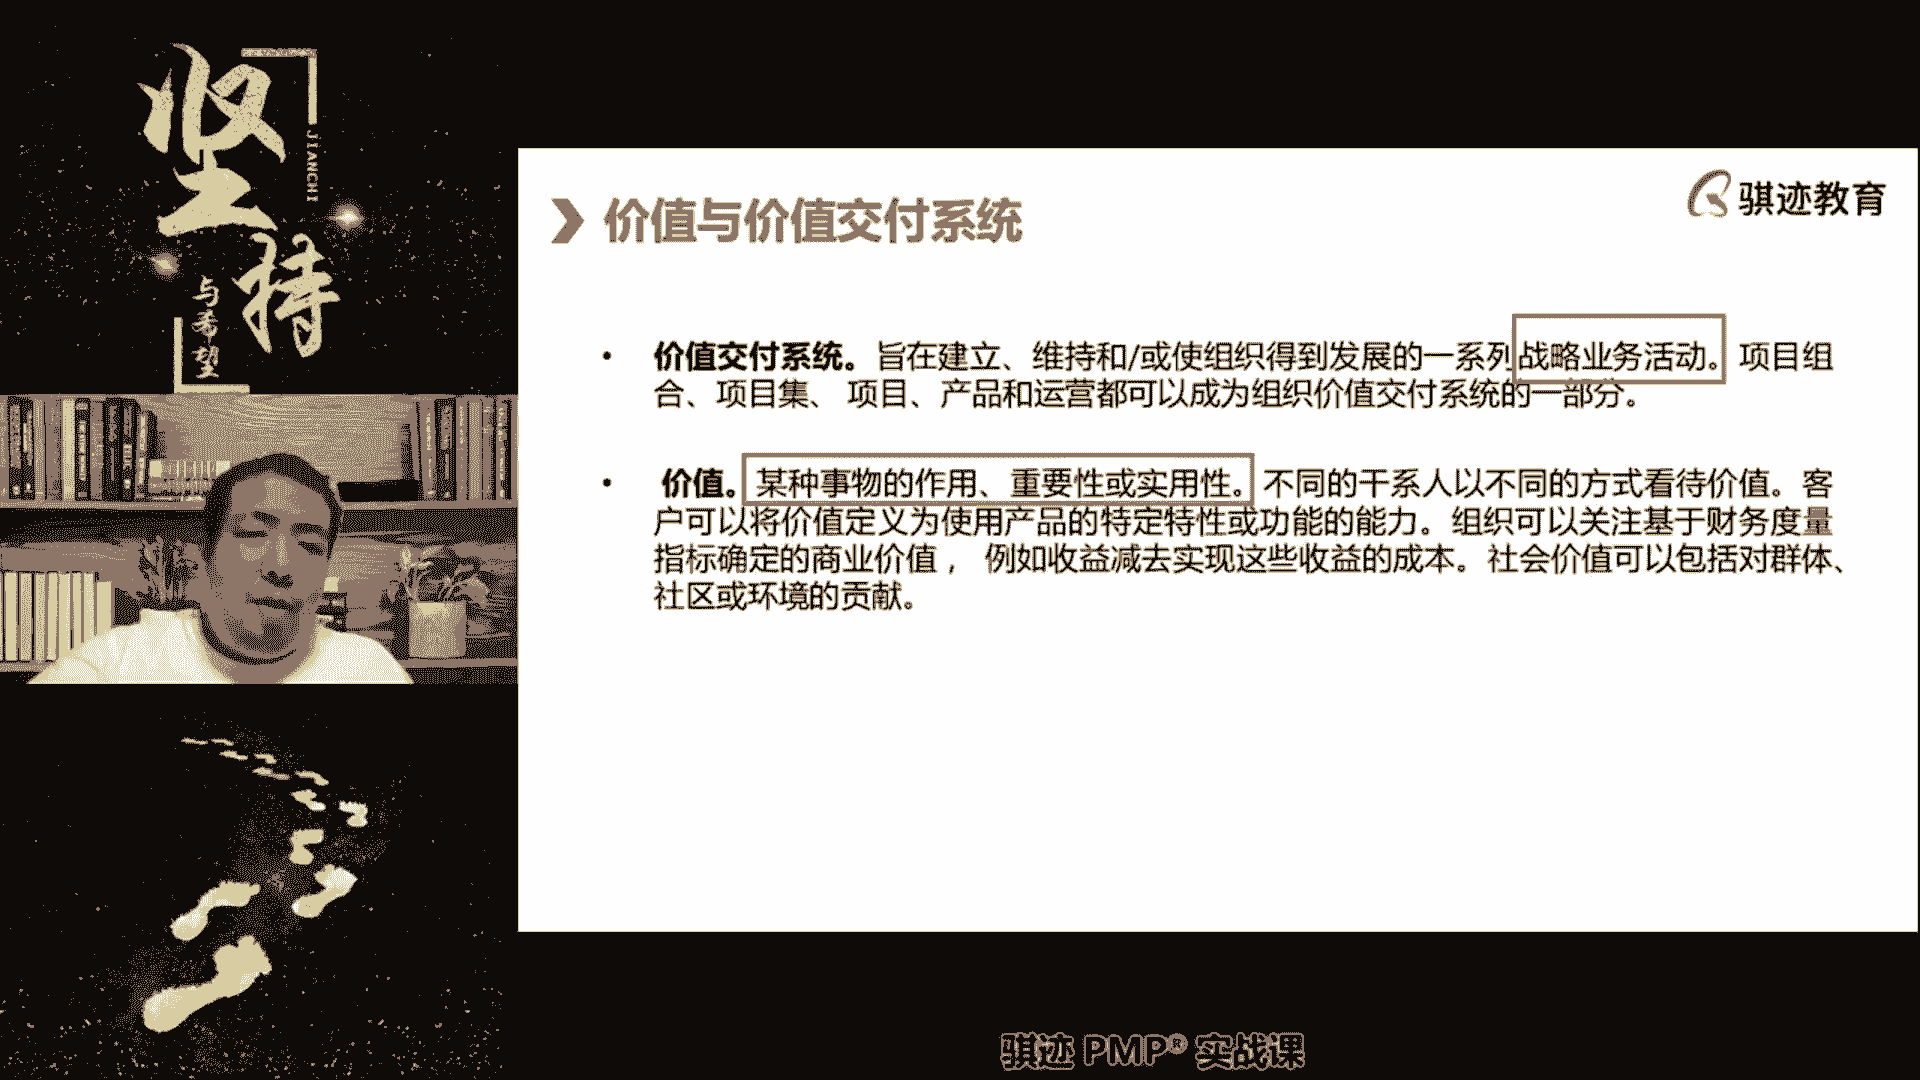 坚持
JIANCHI
与希望
骐迹教育
价值与价值交付系统
• 价值交付系统。旨在建立、维持和/或使组织得到发展的一系列战略业务活动。项目组
合、项目集、 项目、产品和运营都可以成为组织价值交付系统的一部分。
• 价值。某种事物的作用、重要性或实用性。不同的干系人以不同的方式看待价值。客
户可以将价值定义为使用产品的特定特性或功能的能力。组织可以关注基于财务度量
指标确定的商业价值， 例如收益减去实现这些收益的成本。社会价值可以包括对群体、
社区或环境的贡献。
骐迹 PMP® 实战课